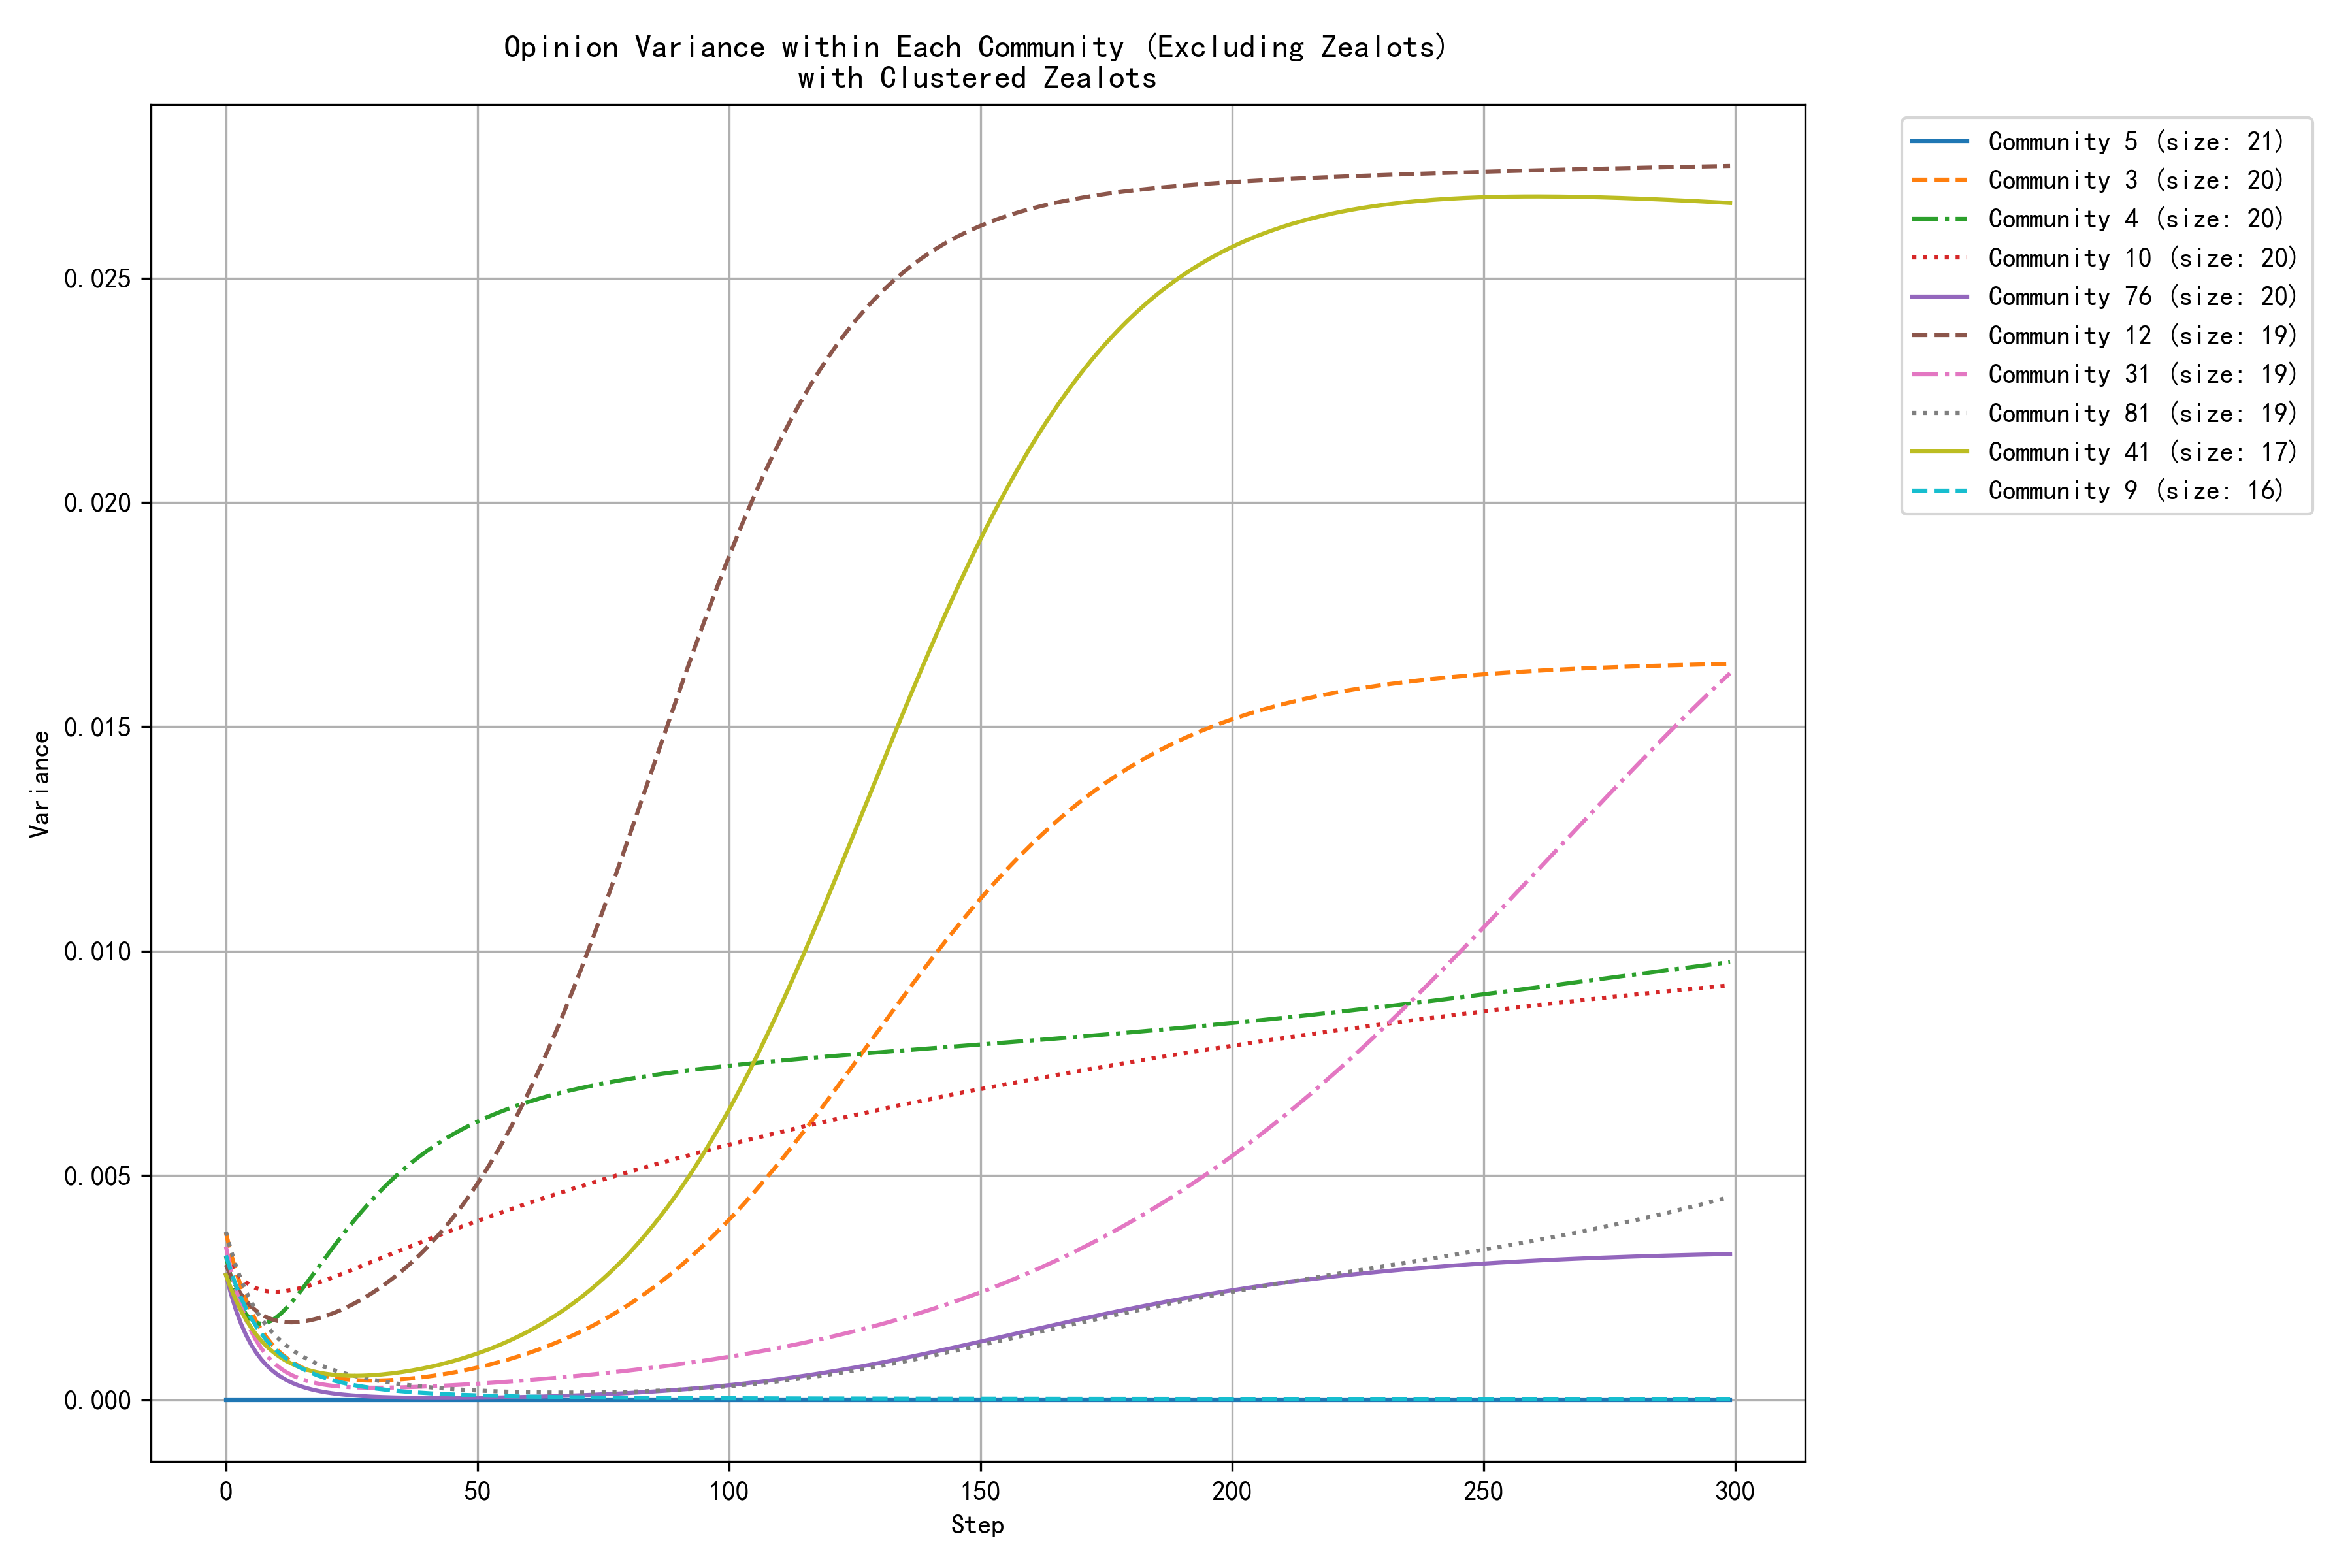 Opinion Variance within Each Community (Excluding Zealots)
with Clustered Zealots
Variance
0.025
0.020
0.015
0.010
0.005
0.000
0 50 100 150 200 250 300
Step
Community 5 (size: 21)
Community 3 (size: 20)
Community 4 (size: 20)
Community 10 (size: 20)
Community 76 (size: 20)
Community 12 (size: 19)
Community 31 (size: 19)
Community 81 (size: 19)
Community 41 (size: 17)
Community 9 (size: 16)